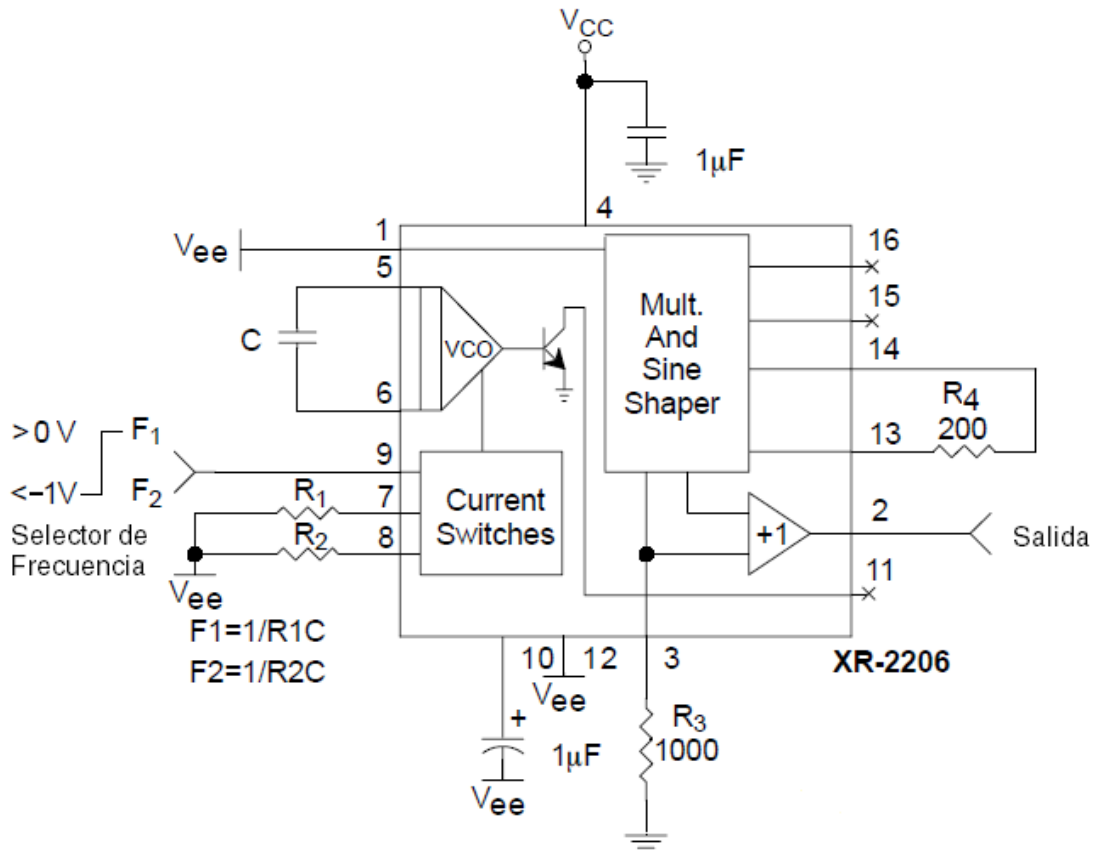 VCC
1µF
4
1
Vee
5
C
VCO
6
Mult.
And
Sine
Shaper
16
15
14
R4
200
13
>0 V
F1
<–1V
F2
Selector de
Frecuencia
9
R1
7
R2
8
Vee
Current
Switches
+1
2
Salida
11
F1=1/R1C
F2=1/R2C
10
12
Vee
3
XR-2206
+
1µF
Vee
R3
1000